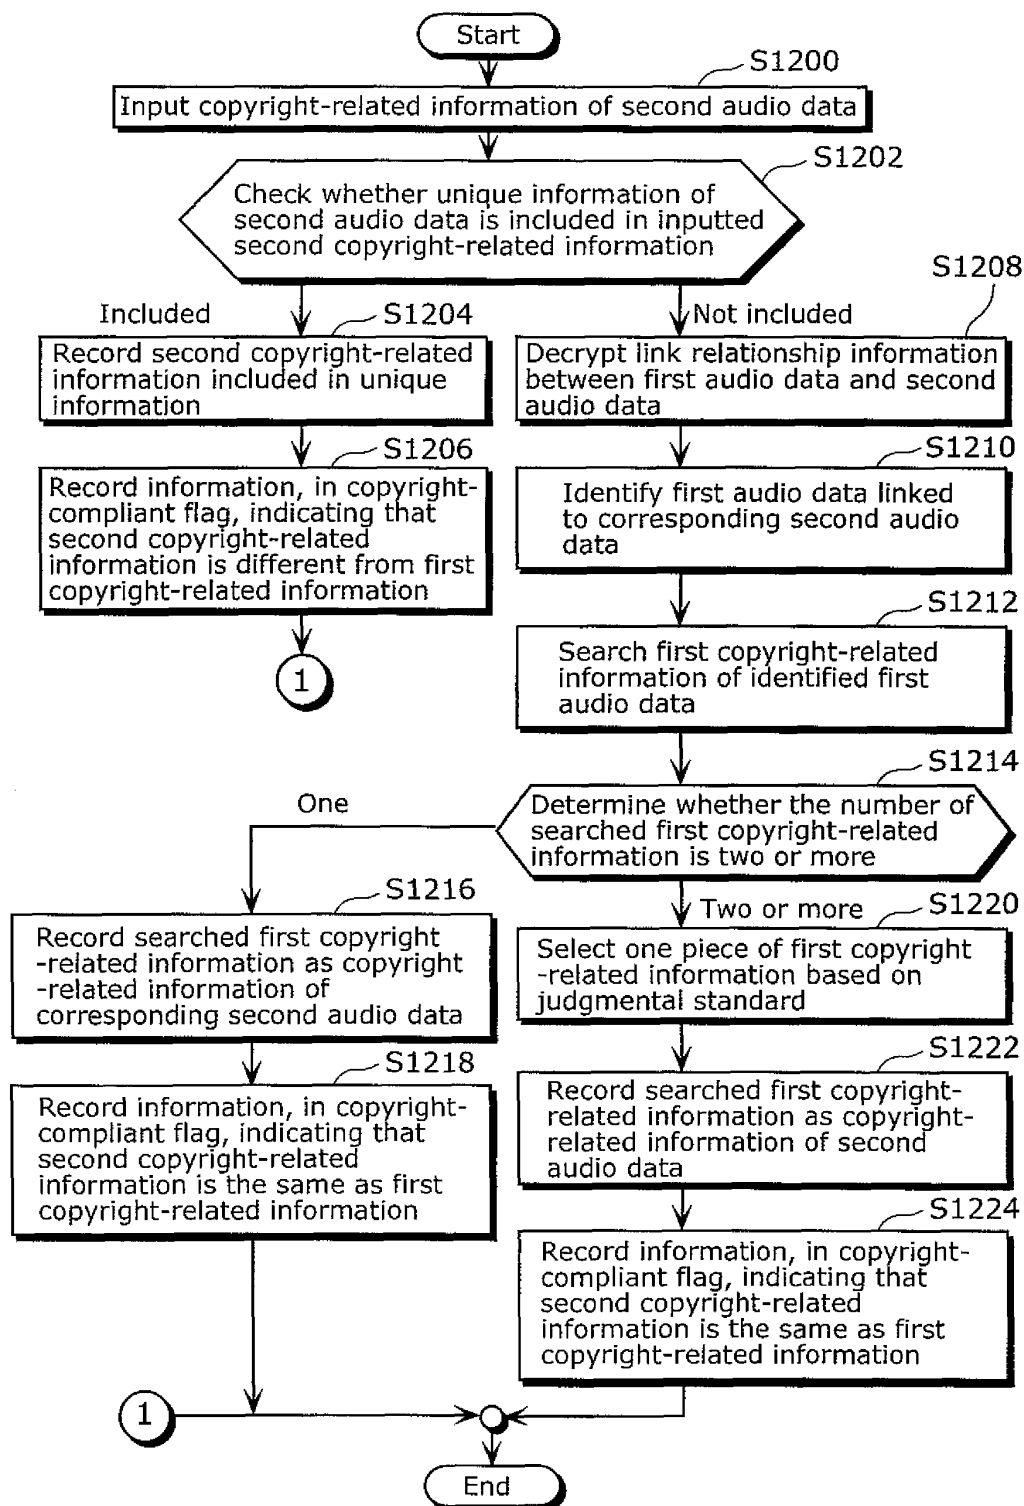 Start
S1200
Input copyright-related information of second audio data
S1202
Check whether unique information of
second audio data is included in inputted
second copyright-related information
S1208
Included
S1204
Not included
Record second copyright-related
information included in unique
information
Decrypt link relationship information
between first audio data and second
audio data
S1206
Record information, in copyright-
compliant flag, indicating that
second copyright-related
information is different from first
copyright-related information
1
S1210
Identify first audio data linked
to corresponding second audio
data
S1212
Search first copyright-related
information of identified first
audio data
S1214
Determine whether the number of
searched first copyright-related
information is two or more
One
S1216
Record searched first copyright
-related information as copyright
-related information of
corresponding second audio data
S1218
Record information, in copyright-
compliant flag, indicating that
second copyright-related
information is the same as first
copyright-related information
Two or more
S1220
Select one piece of first copyright
-related information based on
judgmental standard
S1222
Record searched first copyright-
related information as copyright-
related information of second
audio data
S1224
Record information, in copyright-
compliant flag, indicating that
second copyright-related
information is the same as first
copyright-related information
1
End